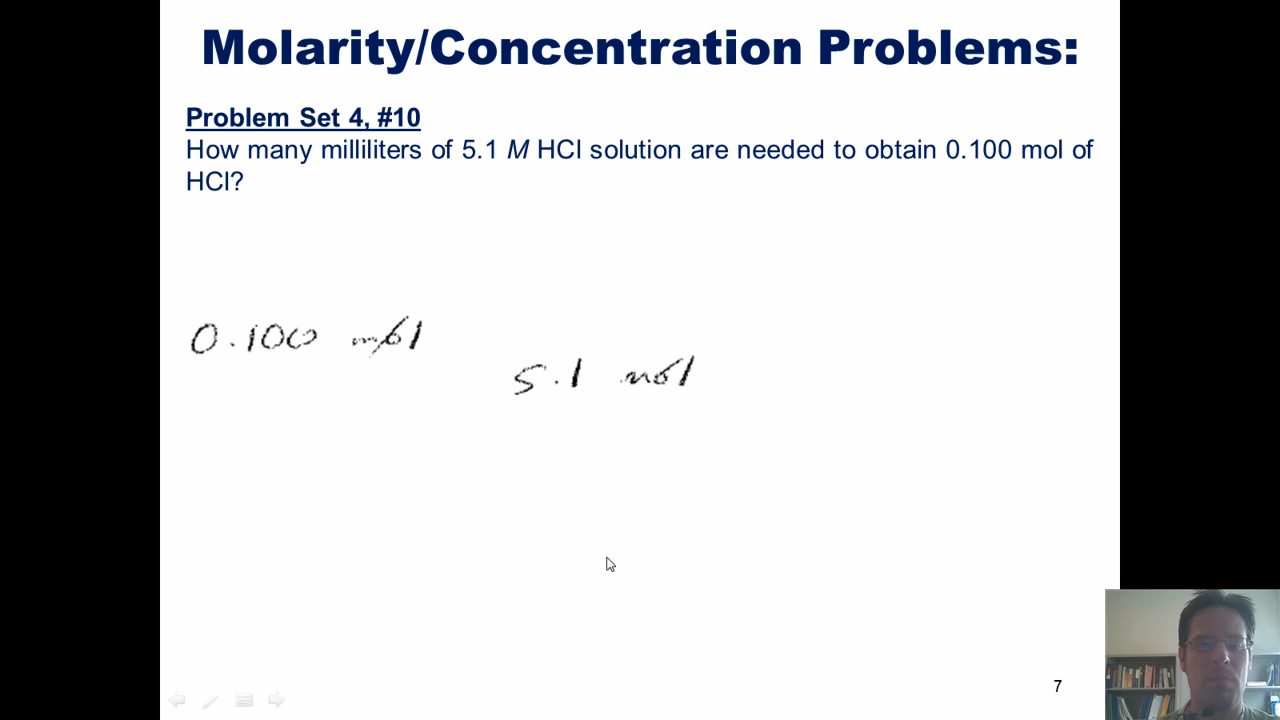 Molarity/Concentration Problems:
Problem Set 4, #10
How many milliliters of 5.1 M HCl solution are needed to obtain 0.100 mol of
HCl?
0.100 mol
5.1 mol
7